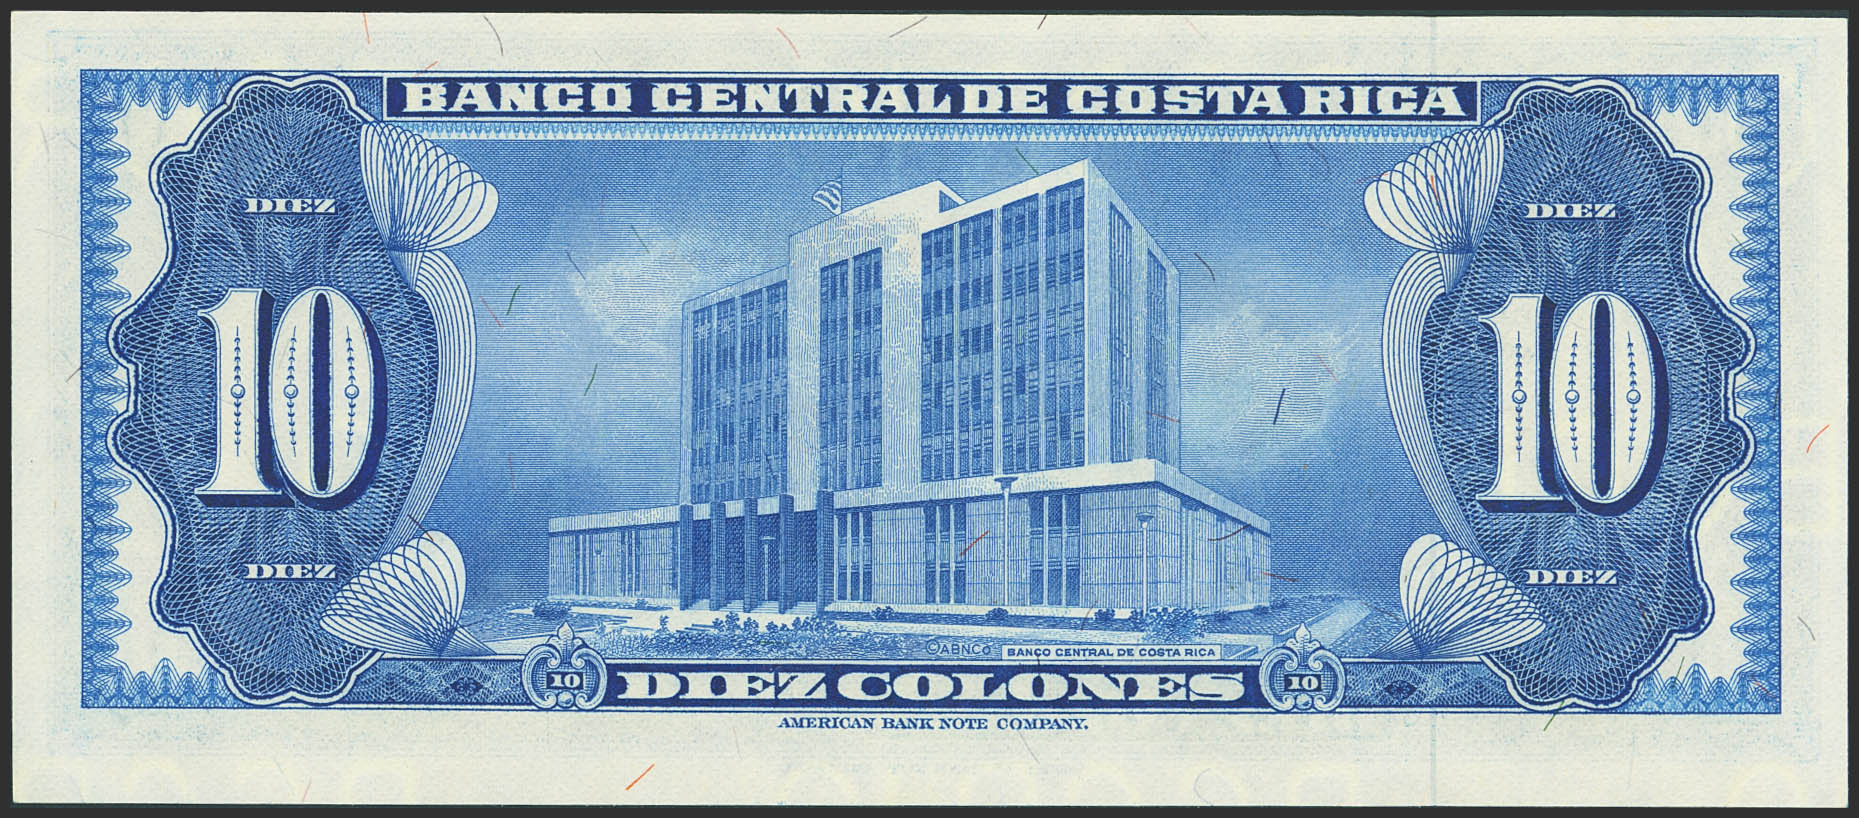 BANCO CENTRAL DE COSTA RICA
DIEZ
DIEZ
10
10
DIEZ
DIEZ
©ABNCo BANCO CENTRAL DE COSTA RICA
10 DIEZ COLONES 10
AMERICAN BANK NOTE COMPANY.